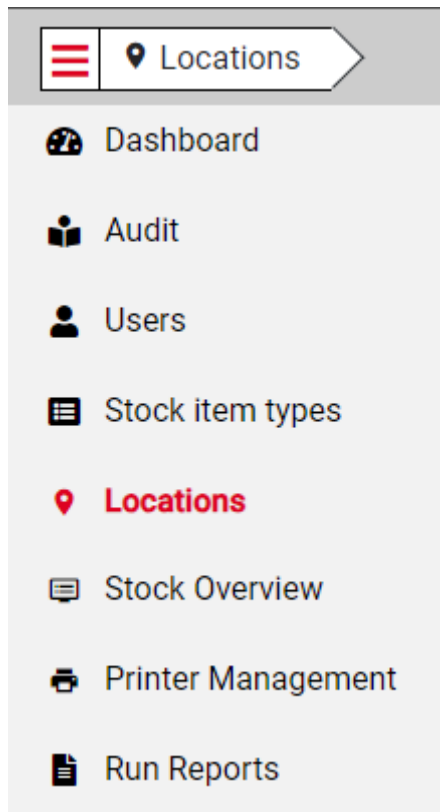 Locations
Dashboard
Audit
Users
Stock item types
Locations
Stock Overview
Printer Management
Run Reports